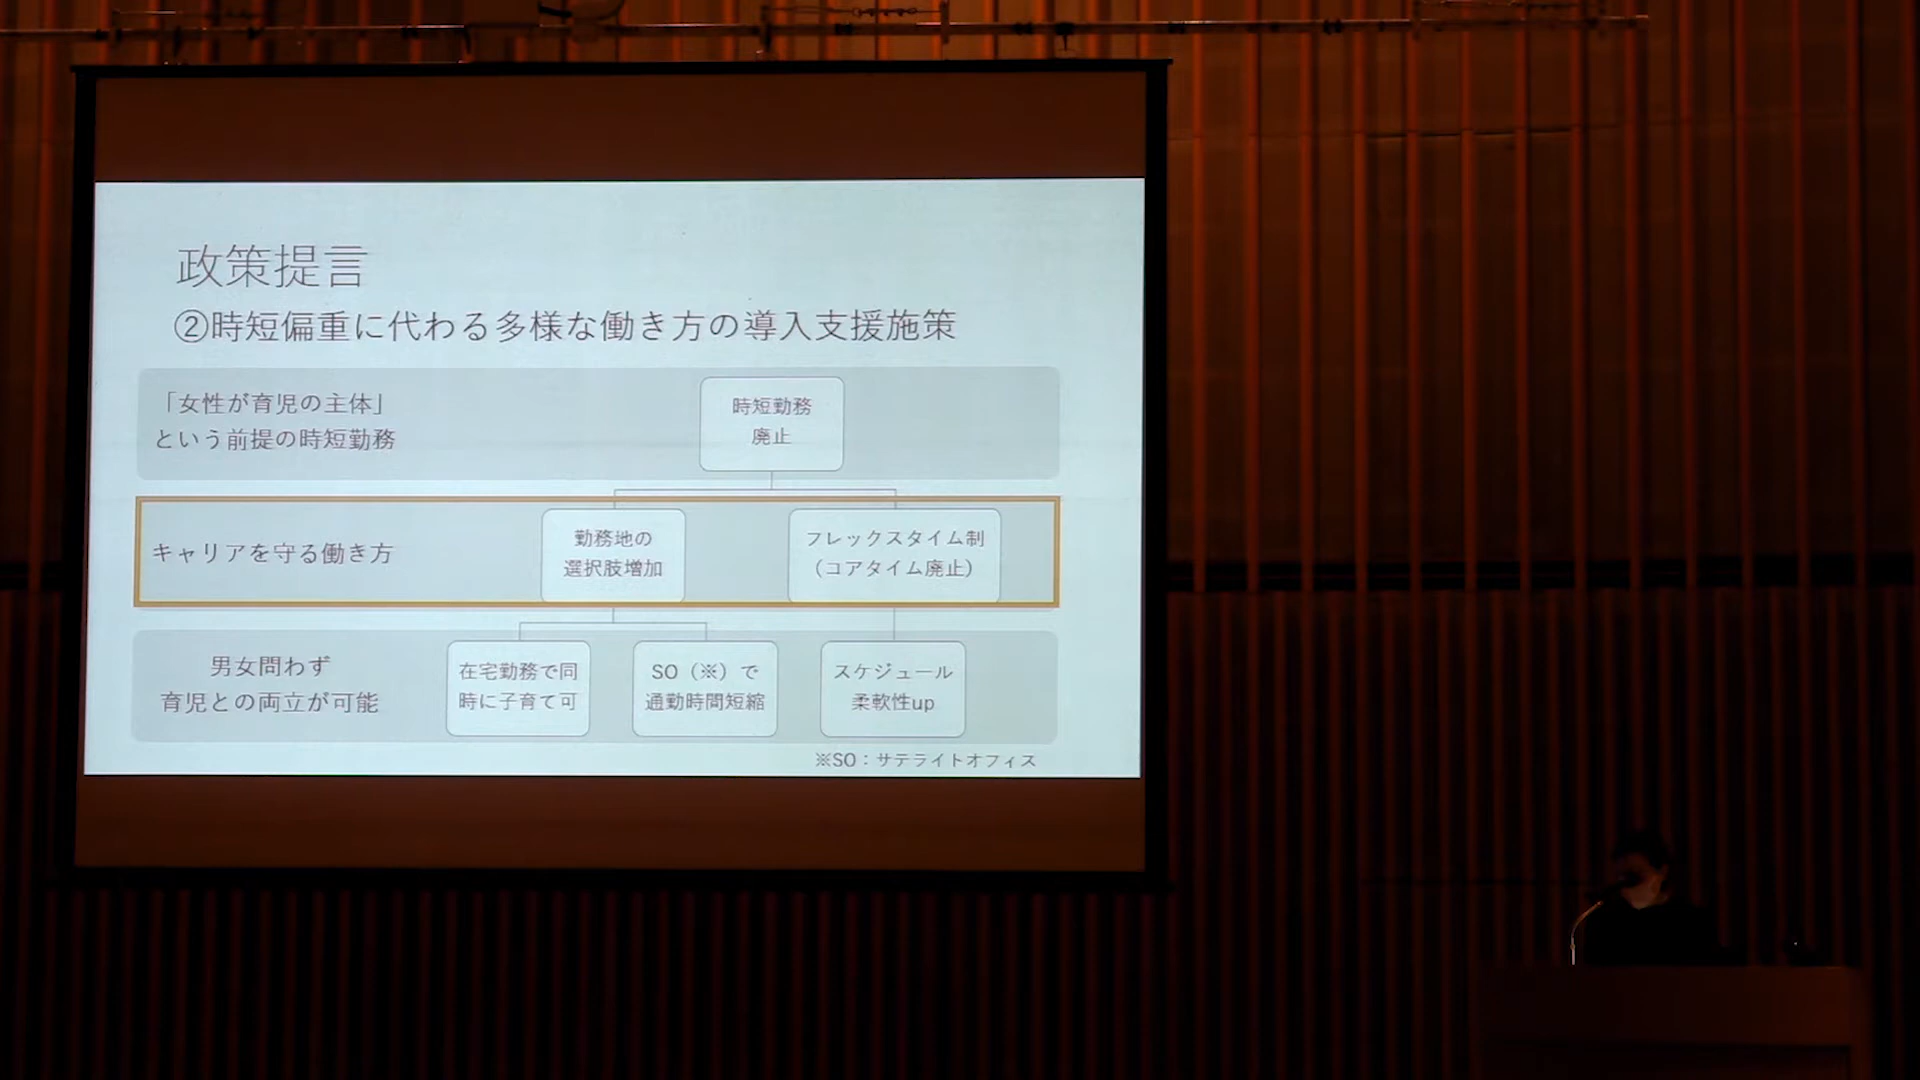 政策提言
②時短偏重に代わる多様な働き方の導入支援施策
「女性が育児の主体」
という前提の時短勤務
時短勤務
廃止
キャリアを守る働き方
勤務地の
選択肢増加
フレックスタイム制
（コアタイム廃止）
男女問わず
育児との両立が可能
在宅勤務で同
時に子育て可
SO（※）で
通勤時間短縮
スケジュール
柔軟性up
※SO：サテライトオフィス